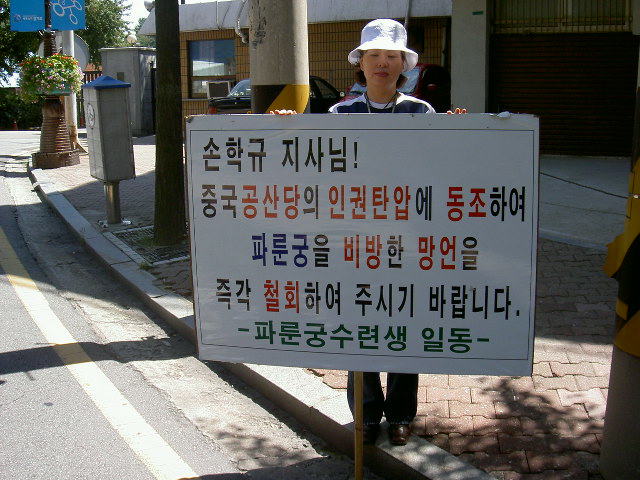 손학규 지사님!
중국공산당의 인권탄압에 동조하여
파룬궁을 비방한 망언을
즉각 철회하여 주시기 바랍니다.
-파룬궁수련생 일동-